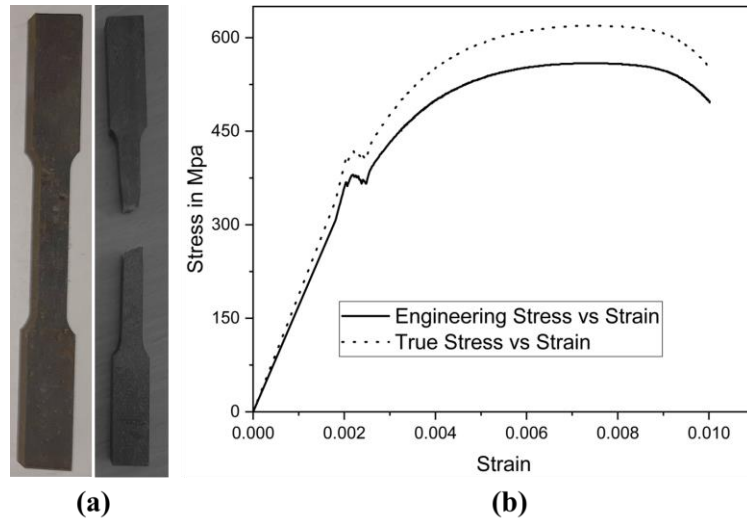 600
450
300
150
0
Stress in Mpa
Engineering Stress vs Strain
True Stress vs Strain
0.000 0.002 0.004 0.006 0.008 0.010
Strain
(a) (b)